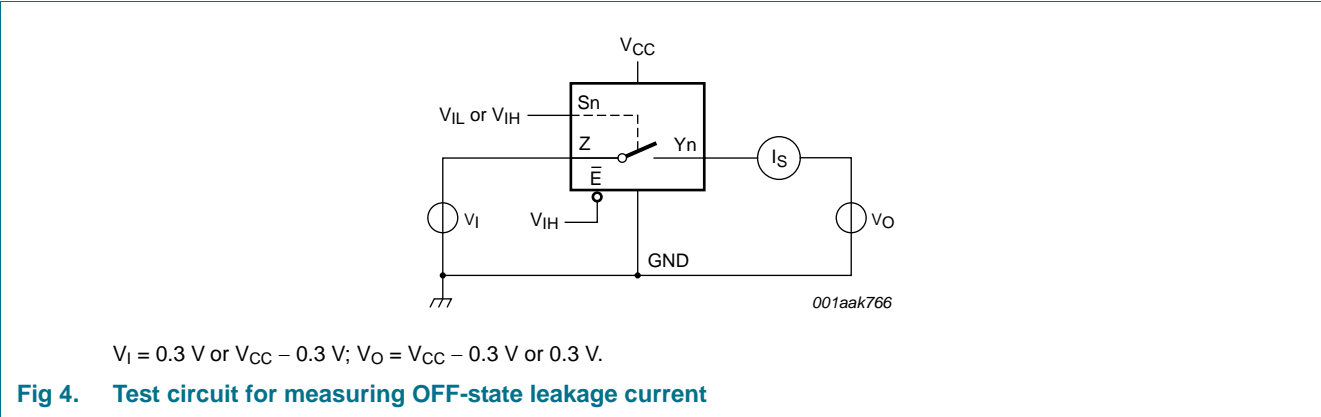 VCC
Sn
VIL or VIH
Z
Yn
IS
E̅
VI
VIH
VO
GND
001aak766
VI = 0.3 V or VCC − 0.3 V; VO = VCC − 0.3 V or 0.3 V.
Fig 4. Test circuit for measuring OFF-state leakage current